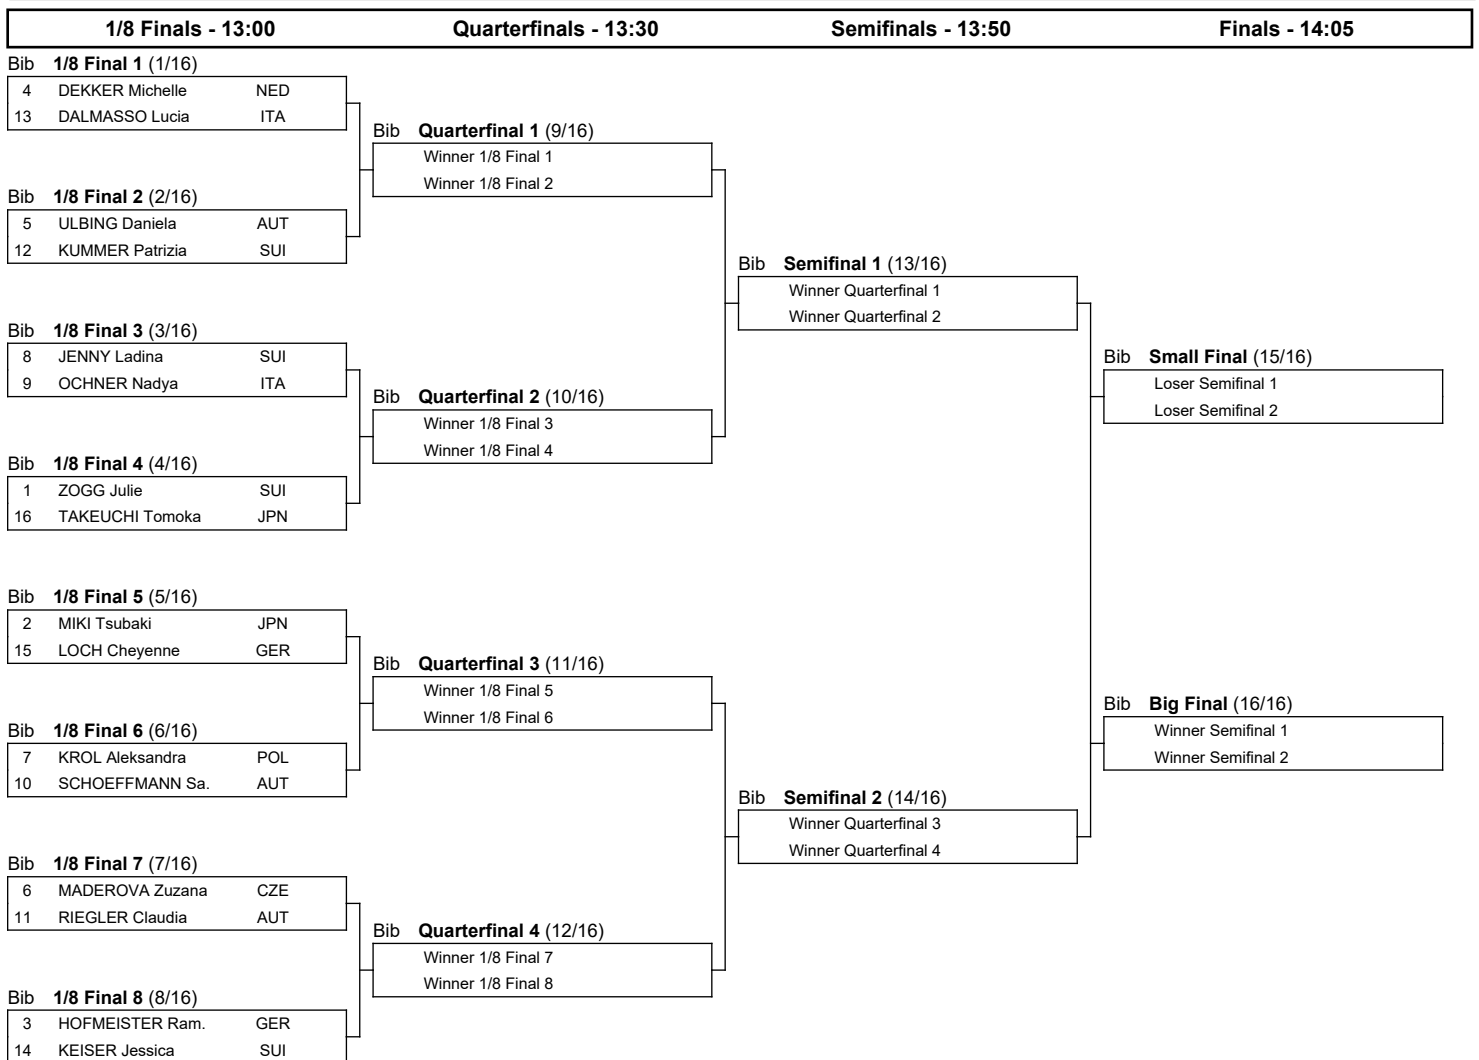 1/8 Finals - 13:00 Quarterfinals - 13:30 Semifinals - 13:50 Finals - 14:05
Bib 1/8 Final 1 (1/16)
4 DEKKER Michelle NED
13 DALMASSO Lucia ITA
Bib 1/8 Final 2 (2/16)
5 ULBING Daniela AUT
12 KUMMER Patrizia SUI
Bib 1/8 Final 3 (3/16)
8 JENNY Ladina SUI
9 OCHNER Nadya ITA
Bib 1/8 Final 4 (4/16)
1 ZOGG Julie SUI
16 TAKEUCHI Tomoka JPN
Bib 1/8 Final 5 (5/16)
2 MIKI Tsubaki JPN
15 LOCH Cheyenne GER
Bib 1/8 Final 6 (6/16)
7 KROL Aleksandra POL
10 SCHOEFFMANN Sa. AUT
Bib 1/8 Final 7 (7/16)
6 MADEROVA Zuzana CZE
11 RIEGLER Claudia AUT
Bib 1/8 Final 8 (8/16)
3 HOFMEISTER Ram. GER
14 KEISER Jessica SUI
Bib Quarterfinal 1 (9/16)
Winner 1/8 Final 1
Winner 1/8 Final 2
Bib Quarterfinal 2 (10/16)
Winner 1/8 Final 3
Winner 1/8 Final 4
Bib Quarterfinal 3 (11/16)
Winner 1/8 Final 5
Winner 1/8 Final 6
Bib Quarterfinal 4 (12/16)
Winner 1/8 Final 7
Winner 1/8 Final 8
Bib Semifinal 1 (13/16)
Winner Quarterfinal 1
Winner Quarterfinal 2
Bib Semifinal 2 (14/16)
Winner Quarterfinal 3
Winner Quarterfinal 4
Bib Small Final (15/16)
Loser Semifinal 1
Loser Semifinal 2
Bib Big Final (16/16)
Winner Semifinal 1
Winner Semifinal 2